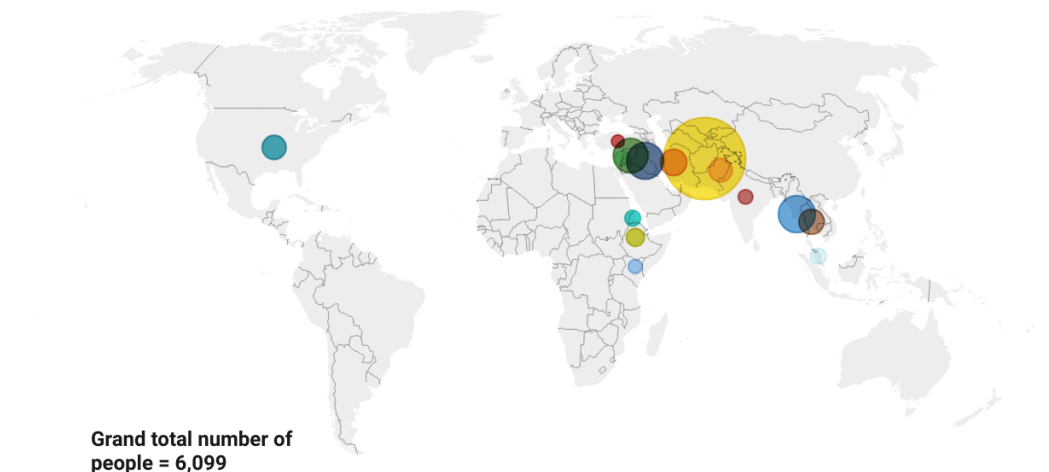 Grand total number of
people = 6,099